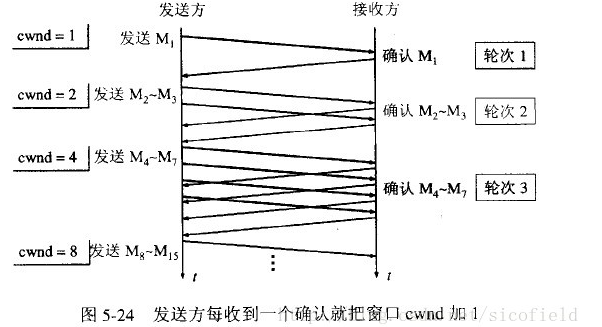 发送方 接收方
cwnd = 1 发送 M1 确认 M1 轮次 1
cwnd = 2 发送 M2~M3 确认 M2~M3 轮次 2
cwnd = 4 发送 M4~M7 确认 M4~M7 轮次 3
cwnd = 8 发送 M8~M15
t t
图 5-24 发送方每收到一个确认就把窗口 cwnd 加 1